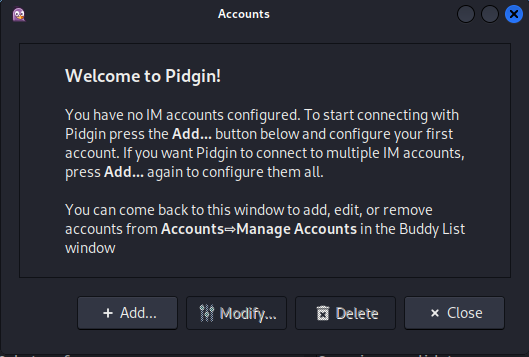 Accounts
Welcome to Pidgin!
You have no IM accounts configured. To start connecting with
Pidgin press the Add... button below and configure your first
account. If you want Pidgin to connect to multiple IM accounts,
press Add... again to configure them all.
You can come back to this window to add, edit, or remove
accounts from Accounts⇨Manage Accounts in the Buddy List
window
+ Add... Modify... Delete × Close